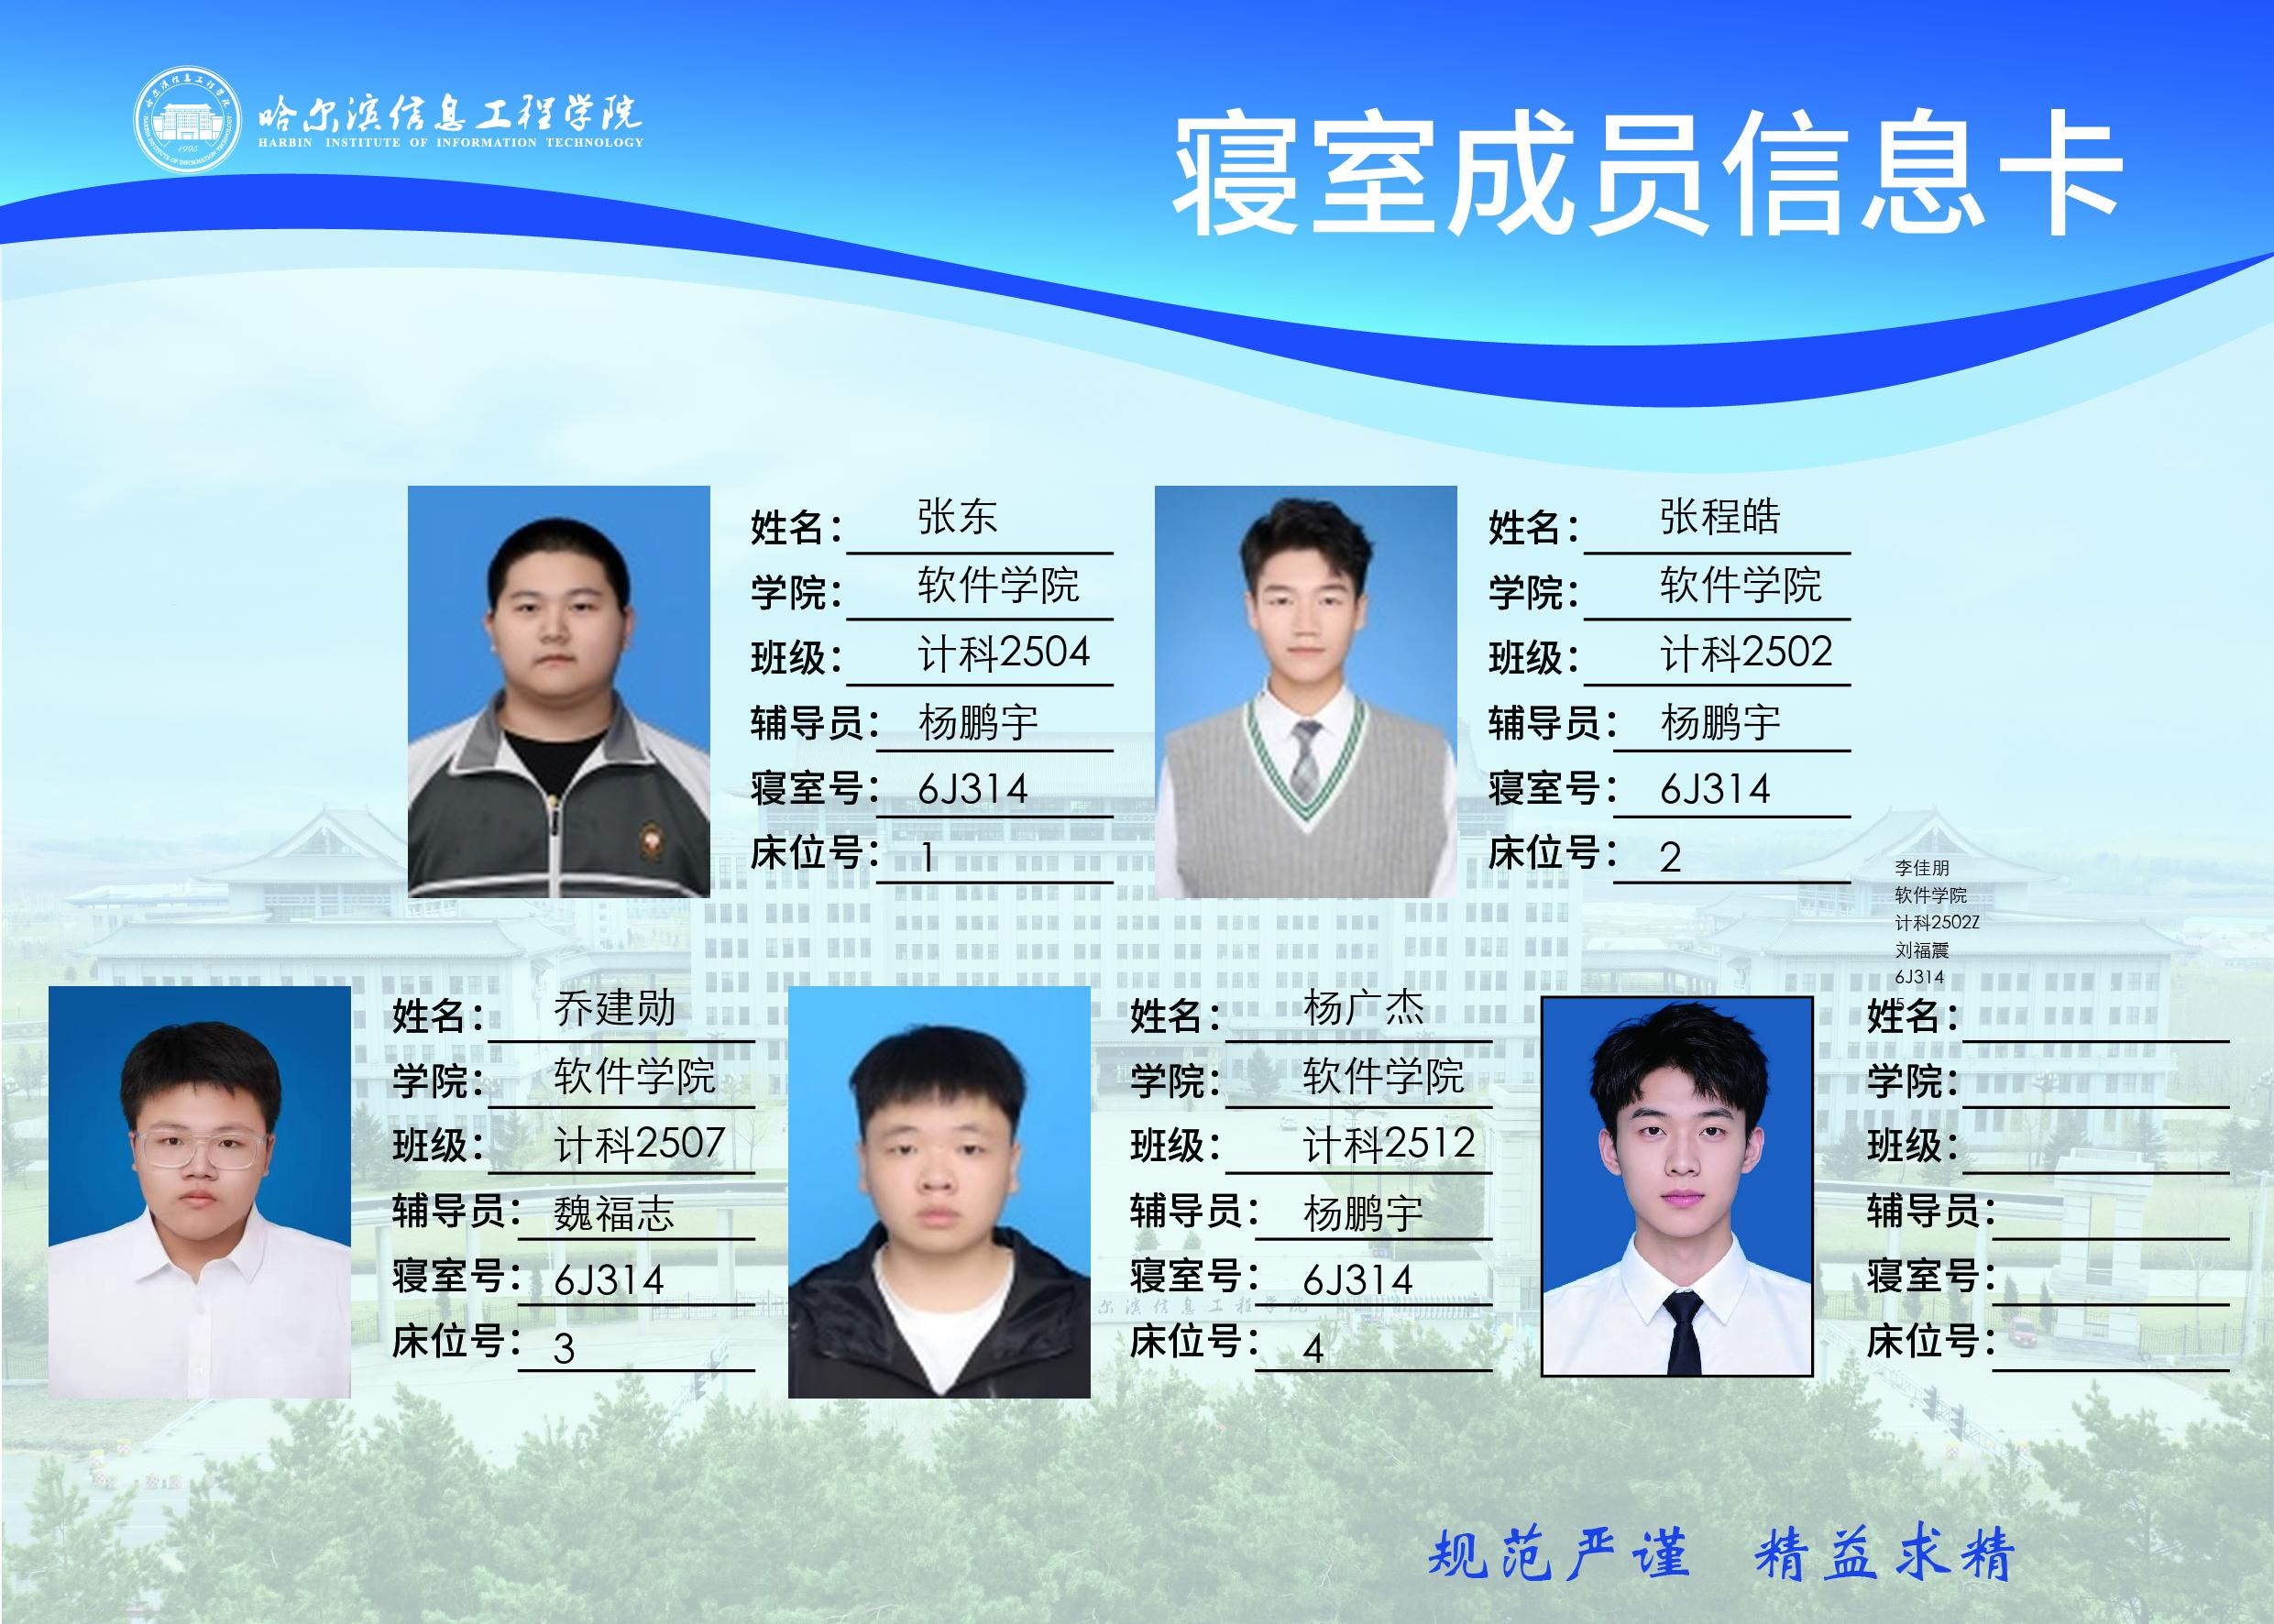 哈尔滨信息工程学院
HARBIN INSTITUTE OF INFORMATION TECHNOLOGY
1995
寝室成员信息卡
姓名： 张东
学院： 软件学院
班级： 计科2504
辅导员： 杨鹏宇
寝室号： 6J314
床位号： 1
姓名： 张程皓
学院： 软件学院
班级： 计科2502
辅导员： 杨鹏宇
寝室号： 6J314
床位号： 2
姓名： 乔建勋
学院： 软件学院
班级： 计科2507
辅导员： 魏福志
寝室号： 6J314
床位号： 3
姓名： 杨广杰
学院： 软件学院
班级： 计科2512
辅导员： 杨鹏宇
寝室号： 6J314
床位号： 4
李佳朋
软件学院
计科2502Z
刘福震
6J314
5
姓名：
学院：
班级：
辅导员：
寝室号：
床位号：
规范严谨 精益求精